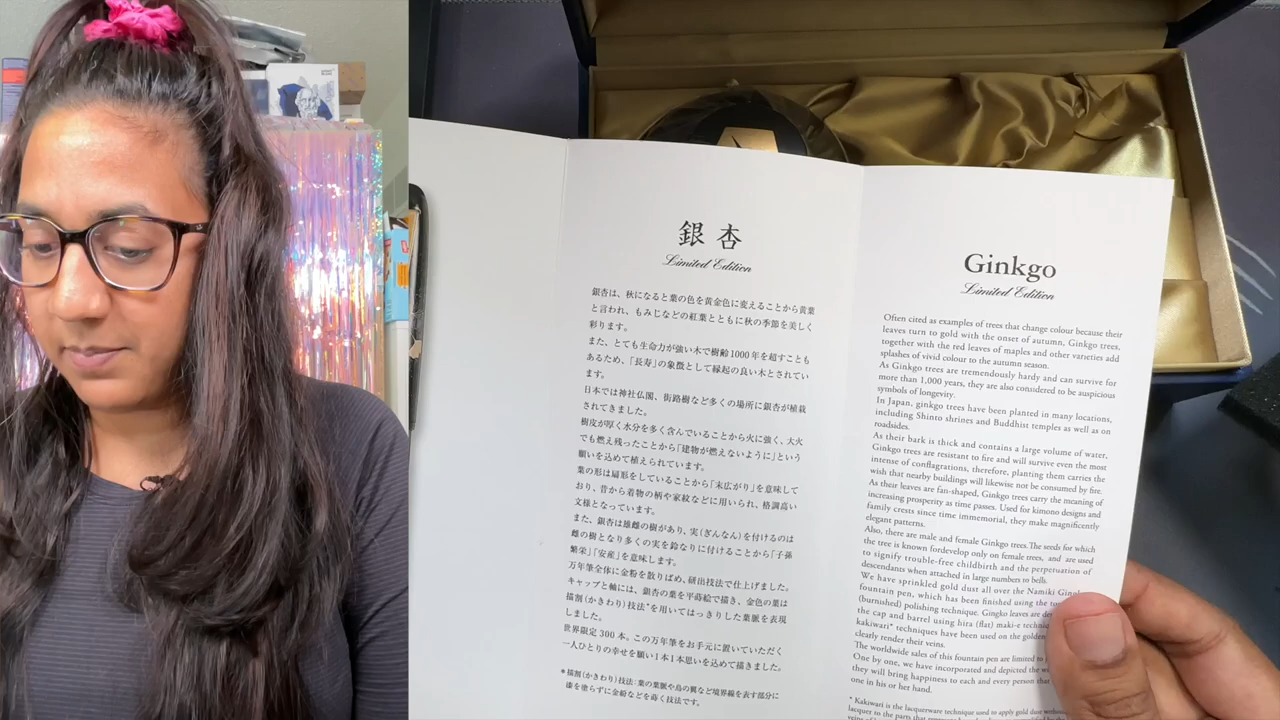 銀杏
Limited Edition
銀杏は、秋になると葉の色を黄金色に変えることから黄葉
と言われ、もみじなどの紅葉とともに秋の季節を美しく
彩ります。
また、とても生命力が強い木で樹齢1000年を超すことも
あるため、「長寿」の象徴として縁起の良い木とされてい
ます。
日本では神社仏閣、街路樹など多くの場所に銀杏が植栽
されてきました。
樹皮が厚く水分を多く含んでいることから火に強く、大火
でも燃え残ったことから「建物が燃えないように」という
願いを込めて植えられています。
葉の形は扇形をしていることから「末広がり」を意味して
おり、昔から着物の柄や家紋などに用いられ、格調高い
文様となっています。
また、銀杏は雄雌の樹があり、実(ぎんなん)を付けるのは
雌の樹となり多くの実を鈴なりに付けることから「子孫
繁栄」「安産」を意味します。
万年筆全体に金粉を散りばめ、研出技法で仕上げました。
キャップと軸には、銀杏の葉を平蒔絵で描き、金色の葉は
描割(かきわり)技法*を用いてはっきりした葉脈を表現
しました。
世界限定300本。この万年筆をお手元に置いていただく
一人ひとりの幸せを願い1本1本思いを込めて描きました。
*描割(かきわり)技法:葉の葉脈や鳥の翼など境界線を表す部分に
漆を塗らずに金粉などを蒔く技法です。
Ginkgo
Limited Edition
Often cited as examples of trees that change colour because their
leaves turn to gold with the onset of autumn, Ginkgo trees,
together with the red leaves of maples and other varieties add
splashes of vivid colour to the autumn season.
As Ginkgo trees are tremendously hardy and can survive for
more than 1,000 years, they are also considered to be auspicious
symbols of longevity.
In Japan, ginkgo trees have been planted in many locations,
including Shinto shrines and Buddhist temples as well as on
roadsides.
As their bark is thick and contains a large volume of water,
Ginkgo trees are resistant to fire and will survive even the most
intense of conflagrations, therefore, planting them carries the
wish that nearby buildings will likewise not be consumed by fire.
As their leaves are fan-shaped, Ginkgo trees carry the meaning of
increasing prosperity as time passes. Used for kimono designs and
family crests since time immemorial, they make magnificently
elegant patterns.
Also, there are male and female Ginkgo trees. The seeds for which
the tree is known fordevelop only on female trees, and are used
to signify trouble-free childbirth and the perpetuation of
descendants when attached in large numbers to bells.
We have sprinkled gold dust all over the Namiki
fountain pen, which has been finished using the
(burnished) polishing technique. Gingko leaves are
the cap and barrel using hira (flat) maki-e
kakiwari* techniques have been used on the golden
clearly render their veins.
The worldwide sales of this fountain pen are limited to
One by one, we have incorporated and depicted the
they will bring happiness to each and every person
one in his or her hand.
* Kakiwari is the lacquerware technique used to apply gold dust
lacquer to the parts that